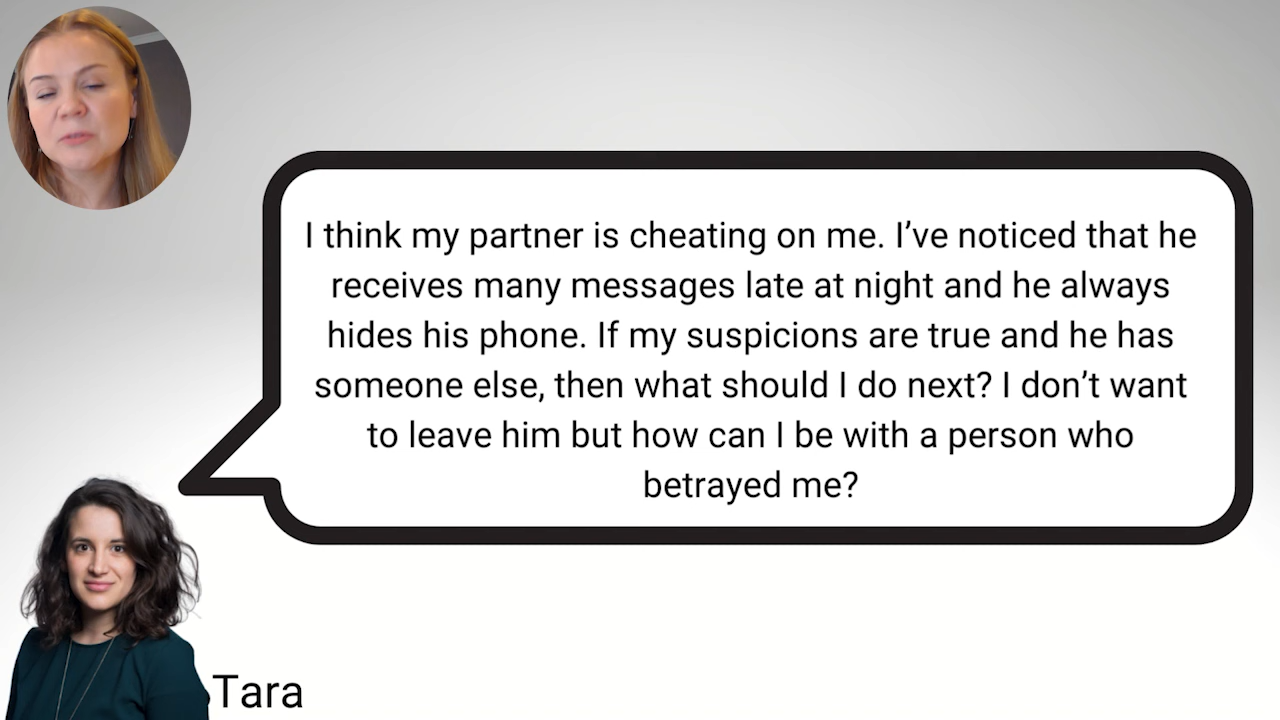 I think my partner is cheating on me. I’ve noticed that he
receives many messages late at night and he always
hides his phone. If my suspicions are true and he has
someone else, then what should I do next? I don’t want
to leave him but how can I be with a person who
betrayed me?
Tara